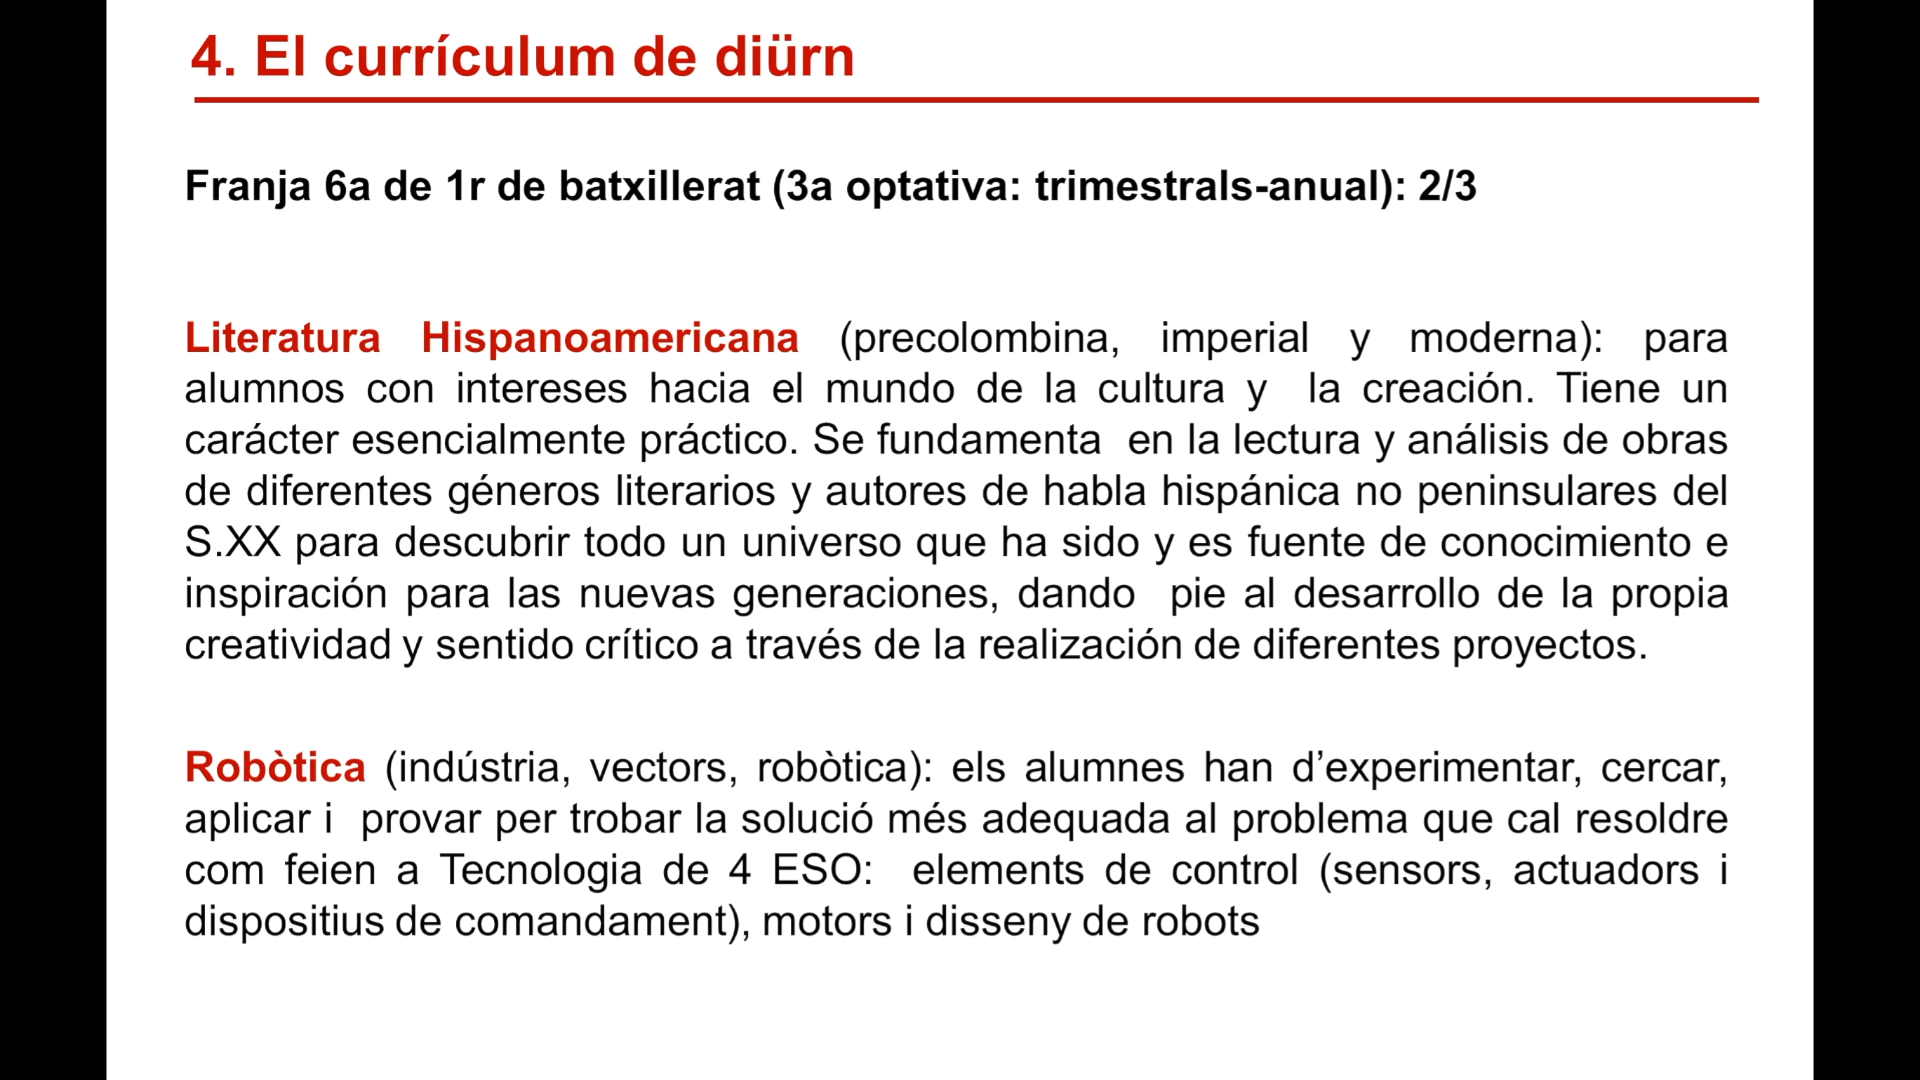 4. El currículum de diürn
Franja 6a de 1r de batxillerat (3a optativa: trimestrals-anual): 2/3
Literatura Hispanoamericana (precolombina, imperial y moderna): para
alumnos con intereses hacia el mundo de la cultura y la creación. Tiene un
carácter esencialmente práctico. Se fundamenta en la lectura y análisis de obras
de diferentes géneros literarios y autores de habla hispánica no peninsulares del
S.XX para descubrir todo un universo que ha sido y es fuente de conocimiento e
inspiración para las nuevas generaciones, dando pie al desarrollo de la propia
creatividad y sentido crítico a través de la realización de diferentes proyectos.
Robòtica (indústria, vectors, robòtica): els alumnes han d’experimentar, cercar,
aplicar i provar per trobar la solució més adequada al problema que cal resoldre
com feien a Tecnologia de 4 ESO: elements de control (sensors, actuadors i
dispositius de comandament), motors i disseny de robots